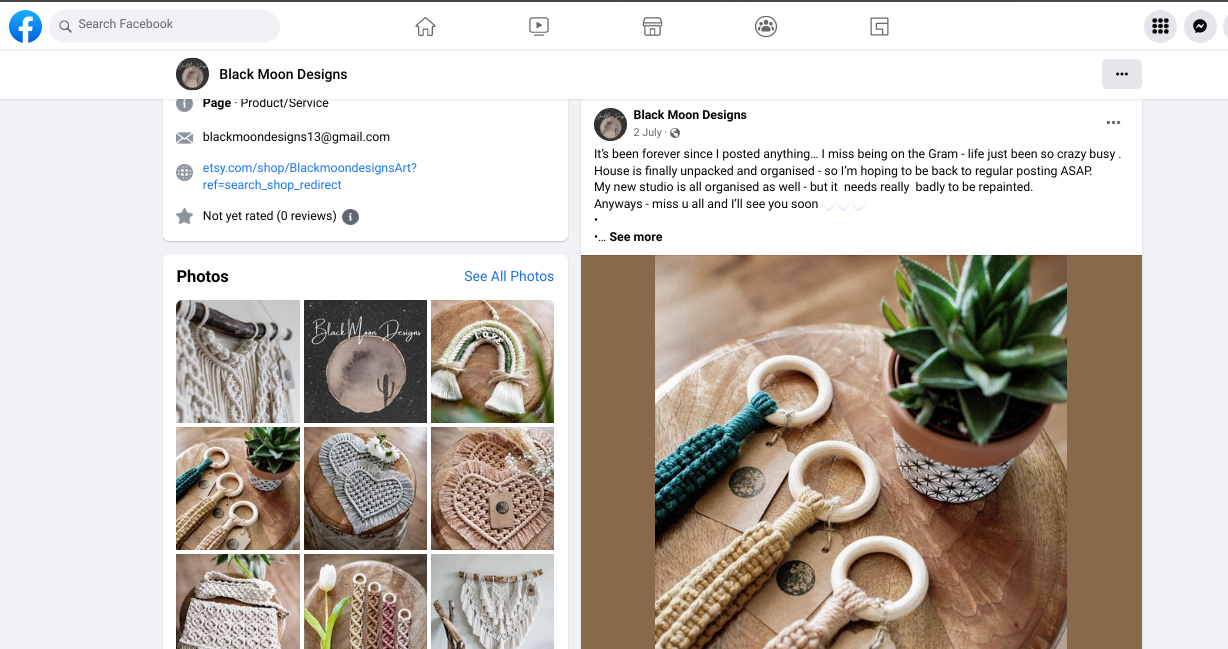 Search Facebook
Black Moon Designs
Page · Product/Service
blackmoondesigns13@gmail.com
etsy.com/shop/BlackmoondesignsArt?
ref=search_shop_redirect
Not yet rated (0 reviews)
Photos
See All Photos
Black Moon Designs
Black Moon Designs
2 July ·
It's been forever since I posted anything... I miss being on the Gram - life just been so crazy busy .
House is finally unpacked and organised - so I'm hoping to be back to regular posting ASAP.
My new studio is all organised as well - but it needs really badly to be repainted.
Anyways - miss u all and I'll see you soon
•
•... See more